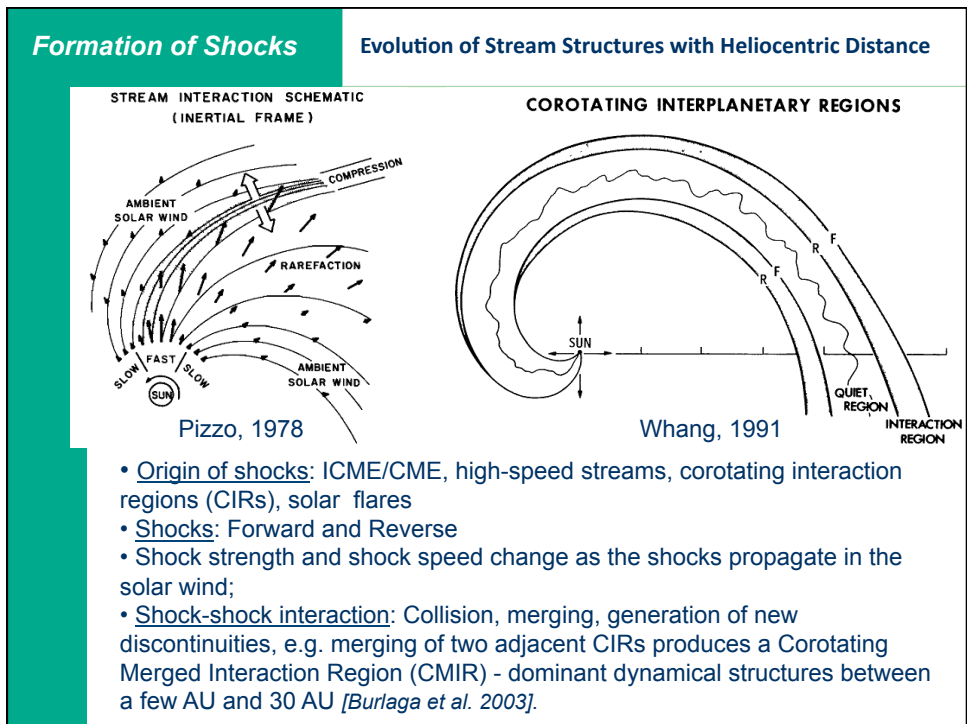 Formation of Shocks
Evolution of Stream Structures with Heliocentric Distance
STREAM INTERACTION SCHEMATIC
(INERTIAL FRAME)
COMPRESSION
AMBIENT
SOLAR WIND
RAREFACTION
SLOW
FAST
SLOW
SUN
AMBIENT
SOLAR WIND
Pizzo, 1978
COROTATING INTERPLANETARY REGIONS
R
F
R
F
SUN
QUIET
REGION
INTERACTION
REGION
Whang, 1991
• Origin of shocks: ICME/CME, high-speed streams, corotating interaction
regions (CIRs), solar flares
• Shocks: Forward and Reverse
• Shock strength and shock speed change as the shocks propagate in the
solar wind;
• Shock-shock interaction: Collision, merging, generation of new
discontinuities, e.g. merging of two adjacent CIRs produces a Corotating
Merged Interaction Region (CMIR) - dominant dynamical structures between
a few AU and 30 AU [Burlaga et al. 2003].